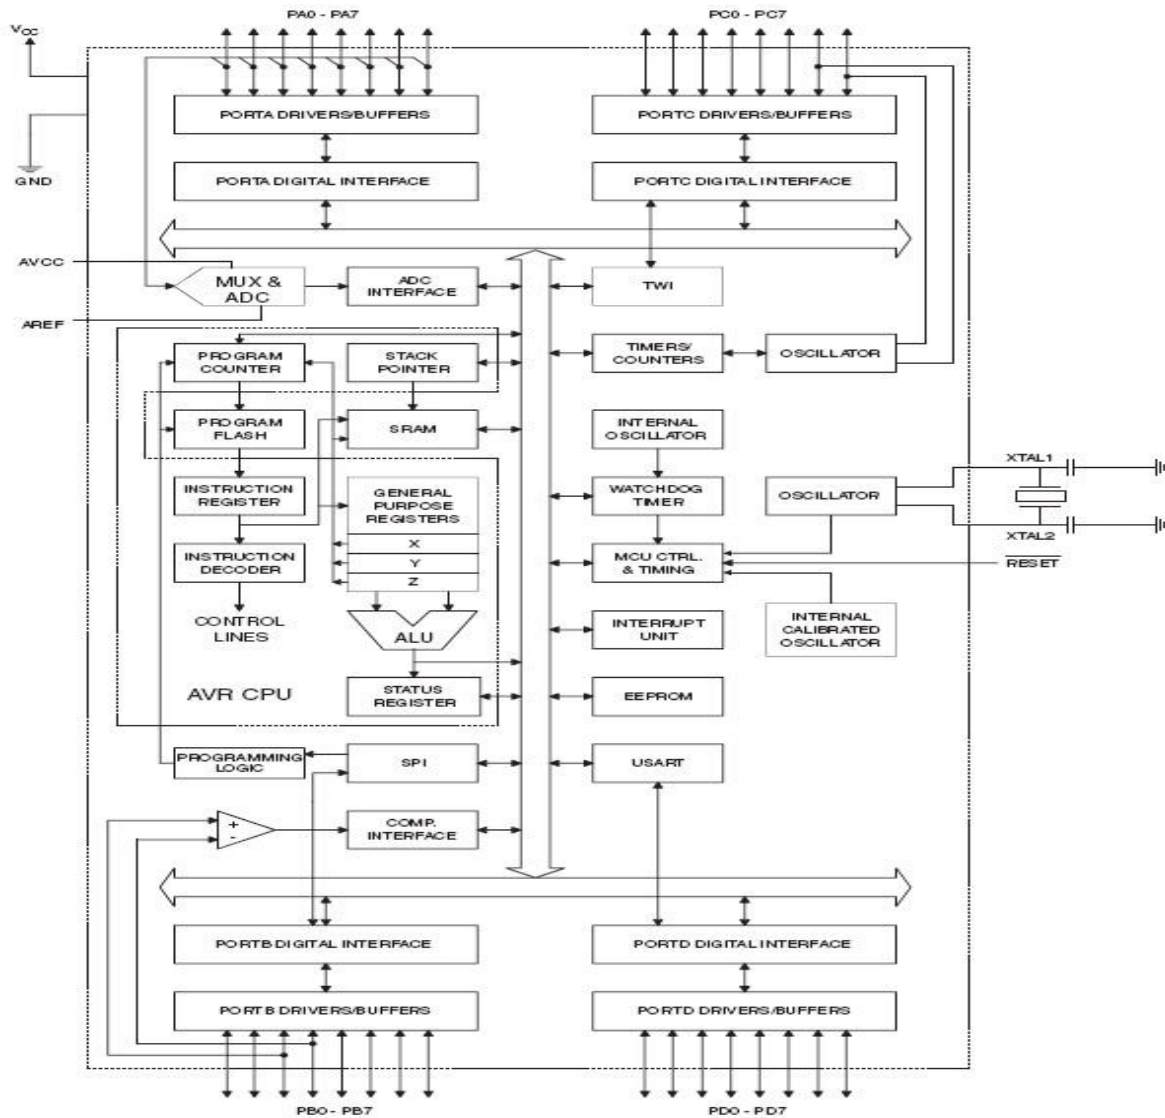 PA0 - PA7
PC0 - PC7
VCC
PORTA DRIVERS/BUFFERS
PORTC DRIVERS/BUFFERS
GND
PORTA DIGITAL INTERFACE
PORTC DIGITAL INTERFACE
AVCC
MUX &
ADC
ADC
INTERFACE
TWI
AREF
PROGRAM
COUNTER
STACK
POINTER
TIMERS/
COUNTERS
OSCILLATOR
PROGRAM
FLASH
SRAM
INTERNAL
OSCILLATOR
XTAL1
INSTRUCTION
REGISTER
GENERAL
PURPOSE
REGISTERS
WATCHDOG
TIMER
OSCILLATOR
XTAL2
X
INSTRUCTION
DECODER
Y
MCU CTRL.
& TIMING
RESET
Z
CONTROL
LINES
ALU
INTERRUPT
UNIT
INTERNAL
CALIBRATED
OSCILLATOR
AVR CPU
STATUS
REGISTER
EEPROM
PROGRAMMING
LOGIC
SPI
USART
+
-
COMP.
INTERFACE
PORTB DIGITAL INTERFACE
PORTD DIGITAL INTERFACE
PORTB DRIVERS/BUFFERS
PORTD DRIVERS/BUFFERS
PB0 - PB7
PD0 - PD7